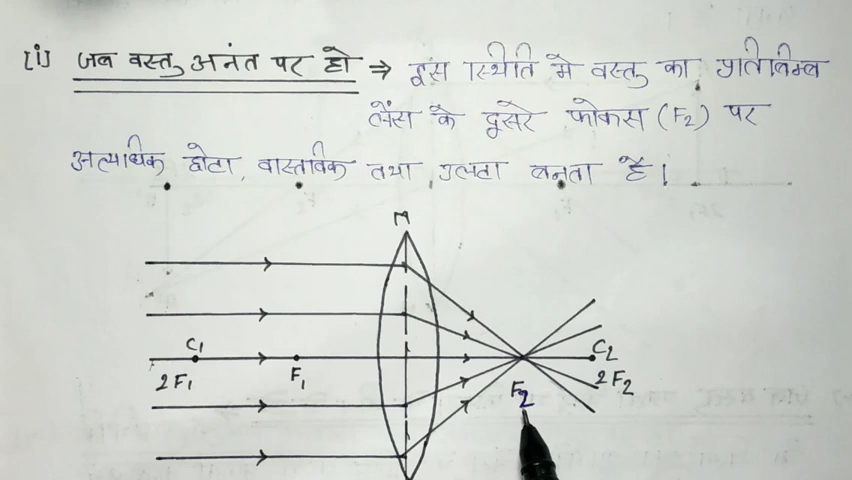 [i] जब वस्तु अनंत पर हो ⇒ इस स्थिति में वस्तु का प्रतिबिम्ब
लेंस के दूसरे फोकस (F₂) पर
अत्यधिक छोटा, वास्तविक तथा उल्टा बनता है।
M
C₁
C₂
2F₁
F₁
F₂
2F₂